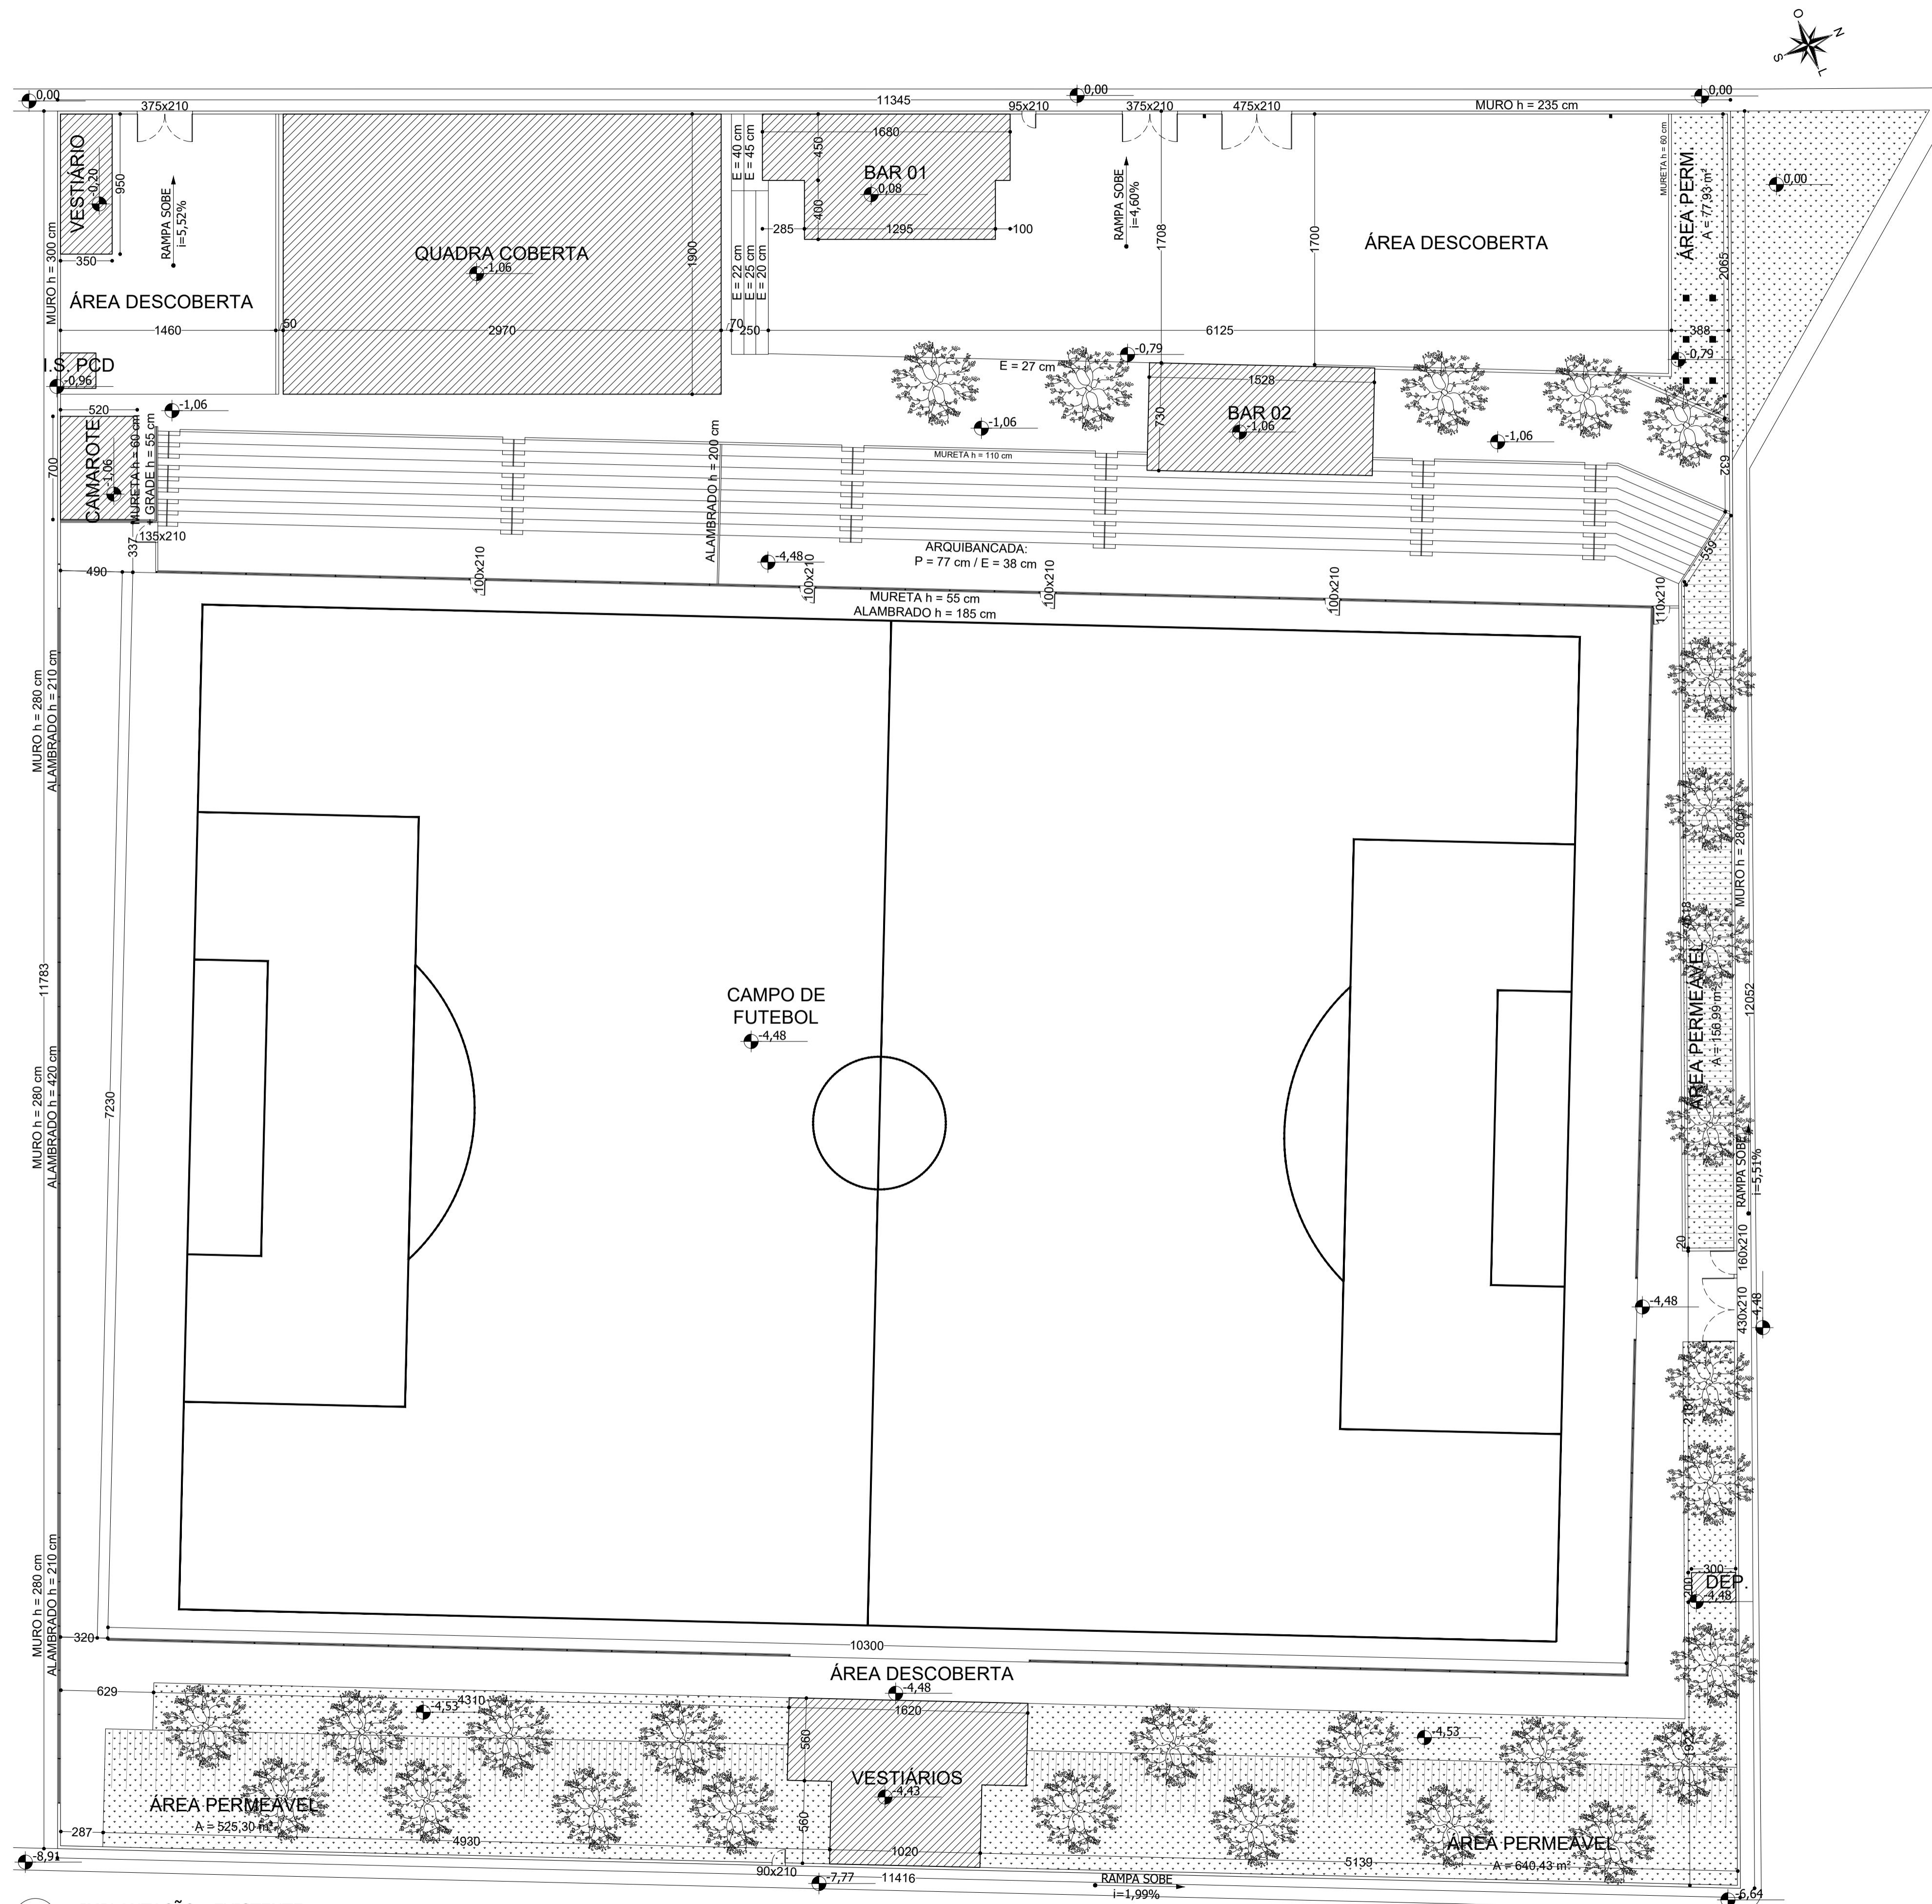 O
N
S
L
0,00
0,00
0,00
11345
375x210
95x210
375x210
475x210
MURO h = 235 cm
VESTIÁRIO
-0,20
950
350
RAMPA SOBE
i=5,52%
MURO h = 300 cm
ÁREA DESCOBERTA
1460
50
QUADRA COBERTA
-1,06
1900
2970
70
250
E = 40 cm
E = 45 cm
E = 22 cm
E = 25 cm
E = 20 cm
1680
450
BAR 01
0,08
400
285
1295
100
RAMPA SOBE
i=4,60%
1708
1700
ÁREA DESCOBERTA
6125
MURETA h = 60 cm
ÁREA PERM.
A = 77,93 m²
2065
388
0,00
-0,79
-0,79
I.S. PCD
-0,96
520
-1,06
CAMAROTE
-1,06
700
MURETA h = 60 cm
+ GRADE h = 55 cm
135x210
337
490
E = 27 cm
-1,06
1528
730
BAR 02
-1,06
-1,06
632
559
MURETA h = 110 cm
ALAMBRADO h = 200 cm
-4,48
ARQUIBANCADA:
P = 77 cm / E = 38 cm
100x210
100x210
100x210
100x210
110x210
MURETA h = 55 cm
ALAMBRADO h = 185 cm
MURO h = 280 cm
ALAMBRADO h = 210 cm
11783
7230
MURO h = 280 cm
ALAMBRADO h = 420 cm
MURO h = 280 cm
ALAMBRADO h = 210 cm
CAMPO DE
FUTEBOL
-4,48
MURO h = 280 cm
ÁREA PERMEÁVEL
A = 156,99 m²
12052
RAMPA SOBE
i=5,51%
20
160x210
430x210
-4,48
-4,48
300
200
DEP.
-4,48
320
10300
ÁREA DESCOBERTA
-4,48
629
4310
-4,53
1620
560
VESTIÁRIOS
-4,43
560
1020
-4,53
1922
ÁREA PERMEÁVEL
A = 525,30 m²
287
4930
90x210
5139
ÁREA PERMEÁVEL
A = 640,43 m²
-8,91
-7,77
11416
RAMPA SOBE
i=1,99%
-6,64